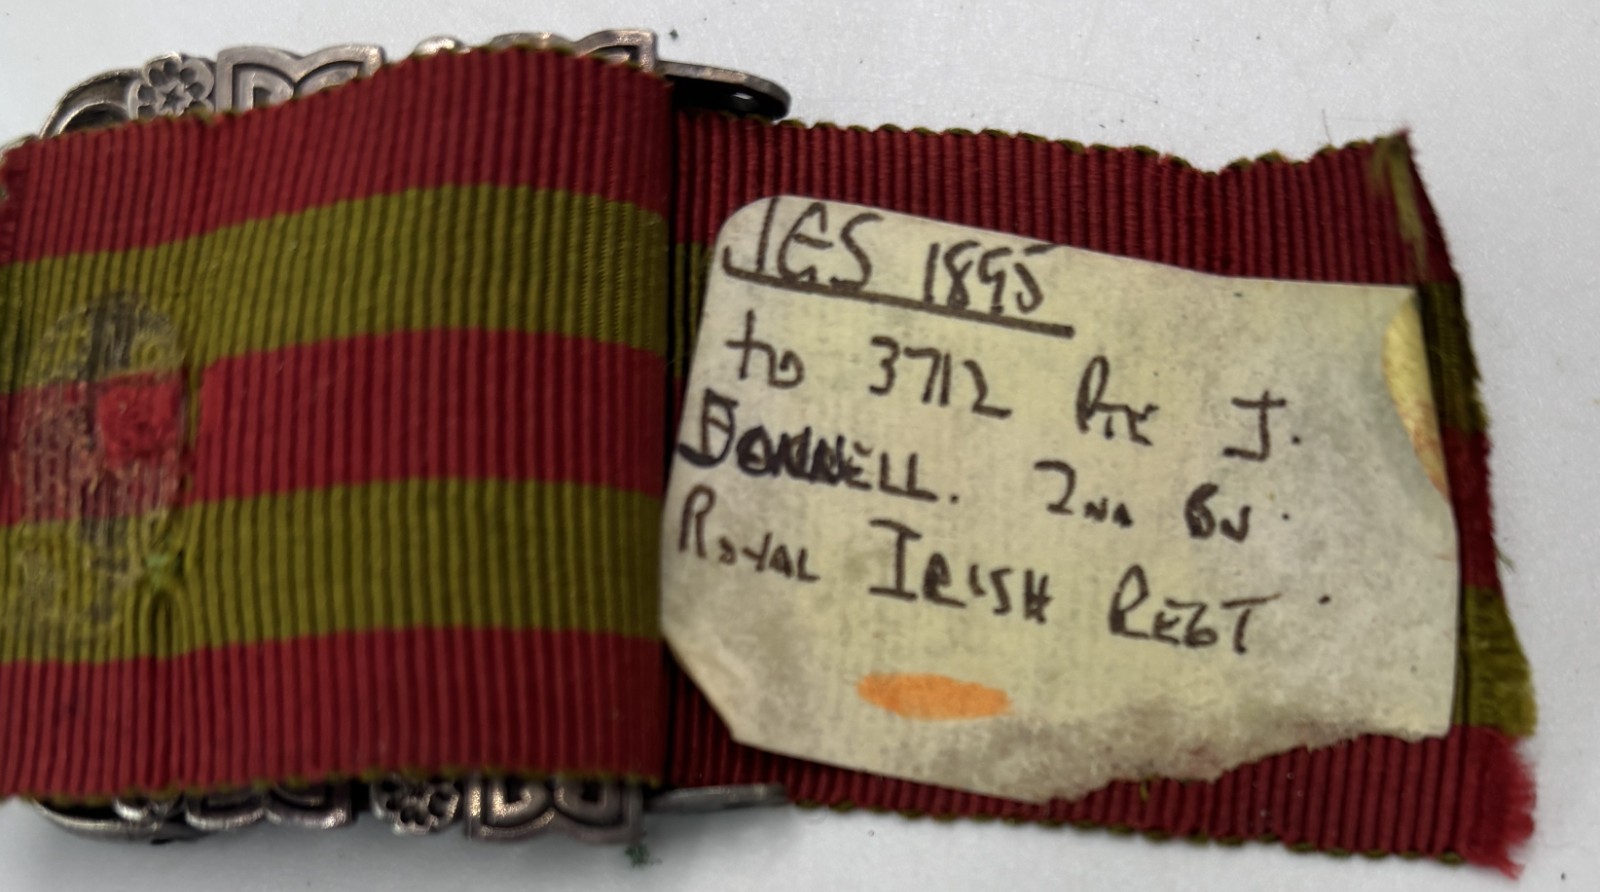 IGS 1895
to 3712 Pte J.
DONNELL. 2ND BN.
ROYAL IRISH REGT.